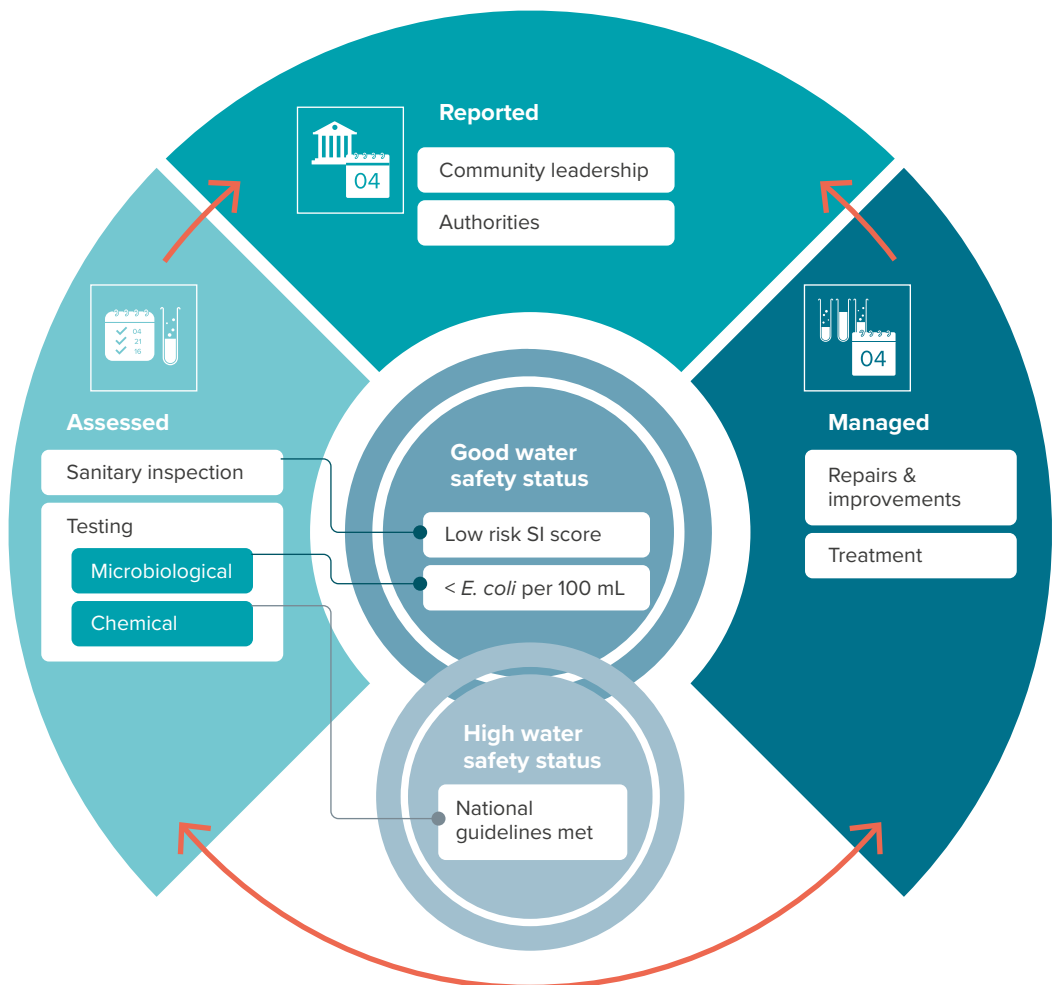 Reported
04
Community leadership
Authorities
04
21
16
04
Assessed
Sanitary inspection
Testing
Microbiological
Chemical
Managed
Repairs &
improvements
Treatment
Good water
safety status
Low risk SI score
< E. coli per 100 mL
High water
safety status
National
guidelines met